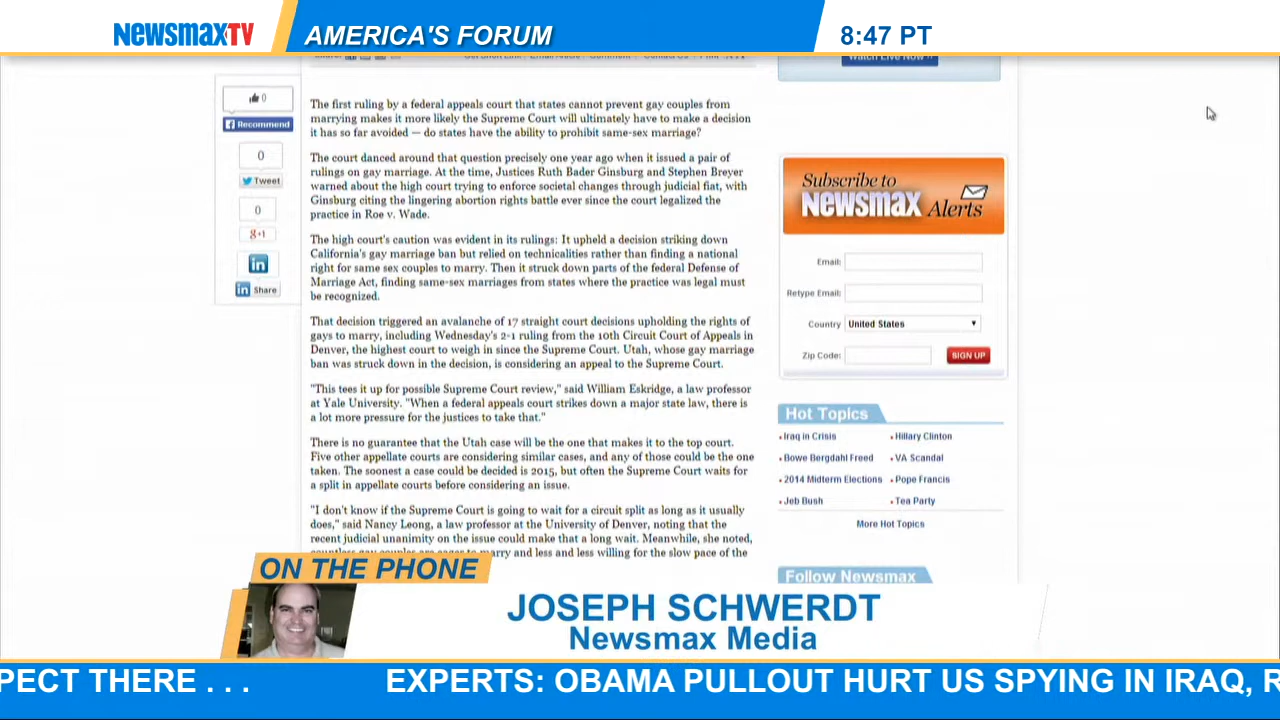 NEWSMAXTV
AMERICA'S FORUM
8:47 PT
Watch Live Now
0
Recommend
0
Tweet
0
g+1
in
in Share
The first ruling by a federal appeals court that states cannot prevent gay couples from
marrying makes it more likely the Supreme Court will ultimately have to make a decision
it has so far avoided — do states have the ability to prohibit same-sex marriage?
The court danced around that question precisely one year ago when it issued a pair of
rulings on gay marriage. At the time, Justices Ruth Bader Ginsburg and Stephen Breyer
warned about the high court trying to enforce societal changes through judicial fiat, with
Ginsburg citing the lingering abortion rights battle ever since the court legalized the
practice in Roe v. Wade.
The high court's caution was evident in its rulings: It upheld a decision striking down
California's gay marriage ban but relied on technicalities rather than finding a national
right for same sex couples to marry. Then it struck down parts of the federal Defense of
Marriage Act, finding same-sex marriages from states where the practice was legal must
be recognized.
That decision triggered an avalanche of 17 straight court decisions upholding the rights of
gays to marry, including Wednesday's 2-1 ruling from the 10th Circuit Court of Appeals in
Denver, the highest court to weigh in since the Supreme Court. Utah, whose gay marriage
ban was struck down in the decision, is considering an appeal to the Supreme Court.
"This tees it up for possible Supreme Court review," said William Eskridge, a law professor
at Yale University. "When a federal appeals court strikes down a major state law, there is
a lot more pressure for the justices to take that."
There is no guarantee that the Utah case will be the one that makes it to the top court.
Five other appellate courts are considering similar cases, and any of those could be the one
taken. The soonest a case could be decided is 2015, but often the Supreme Court waits for
a split in appellate courts before considering an issue.
"I don't know if the Supreme Court is going to wait for a circuit split as long as it usually
does," said Nancy Leong, a law professor at the University of Denver, noting that the
recent judicial unanimity on the issue could make that a long wait. Meanwhile, she noted,
countless gay couples are eager to marry and less and less willing for the slow pace of the
Subscribe to
Newsmax Alerts
Email:
Retype Email:
Country United States
Zip Code: SIGN UP
Hot Topics
• Iraq in Crisis • Hillary Clinton
• Bowe Bergdahl Freed • VA Scandal
• 2014 Midterm Elections • Pope Francis
• Jeb Bush • Tea Party
More Hot Topics
Follow Newsmax
ON THE PHONE
JOSEPH SCHWERDT
Newsmax Media
PECT THERE . . . EXPERTS: OBAMA PULLOUT HURT US SPYING IN IRAQ, R